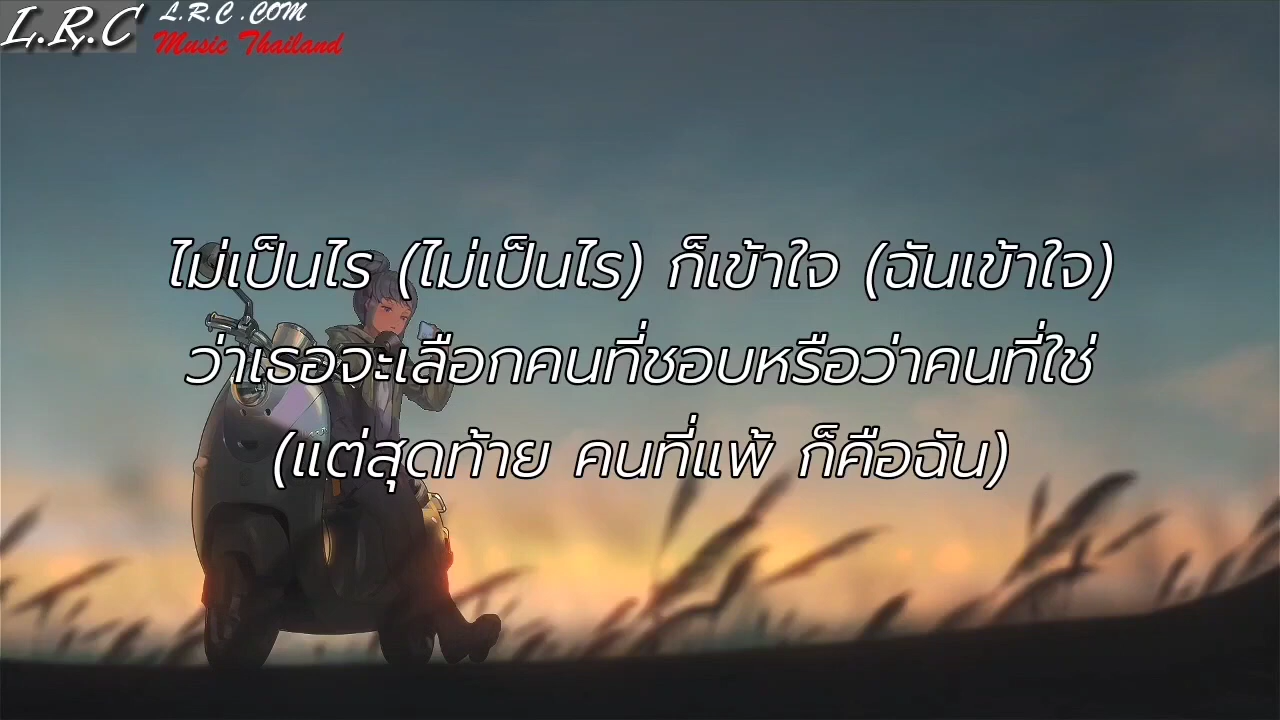 L.R.C
L.R.C .COM
Music Thailand
ไม่เป็นไร (ไม่เป็นไร) ก็เข้าใจ (ฉันเข้าใจ)
ว่าเธอจะเลือกคนที่ชอบหรือว่าคนที่ใช่
(แต่สุดท้าย คนที่แพ้ ก็คือฉัน)